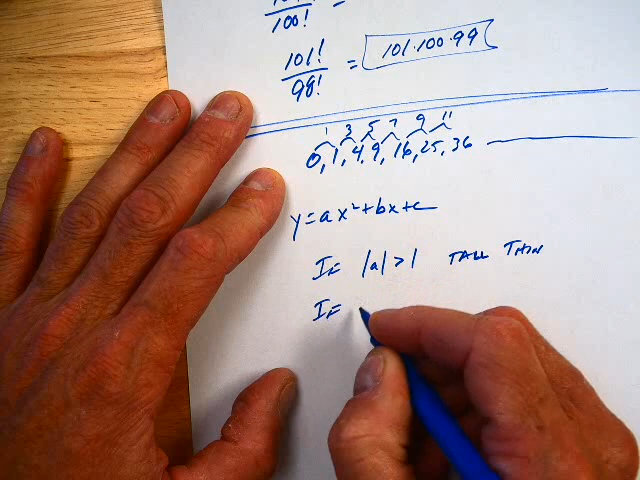 100!
=
101!
98! = 101·100·99
1 3 5 7 9 11
0, 1, 4, 9, 16, 25, 36
y = ax²+bx+c
IF |a| > 1 TALL THIN
IF